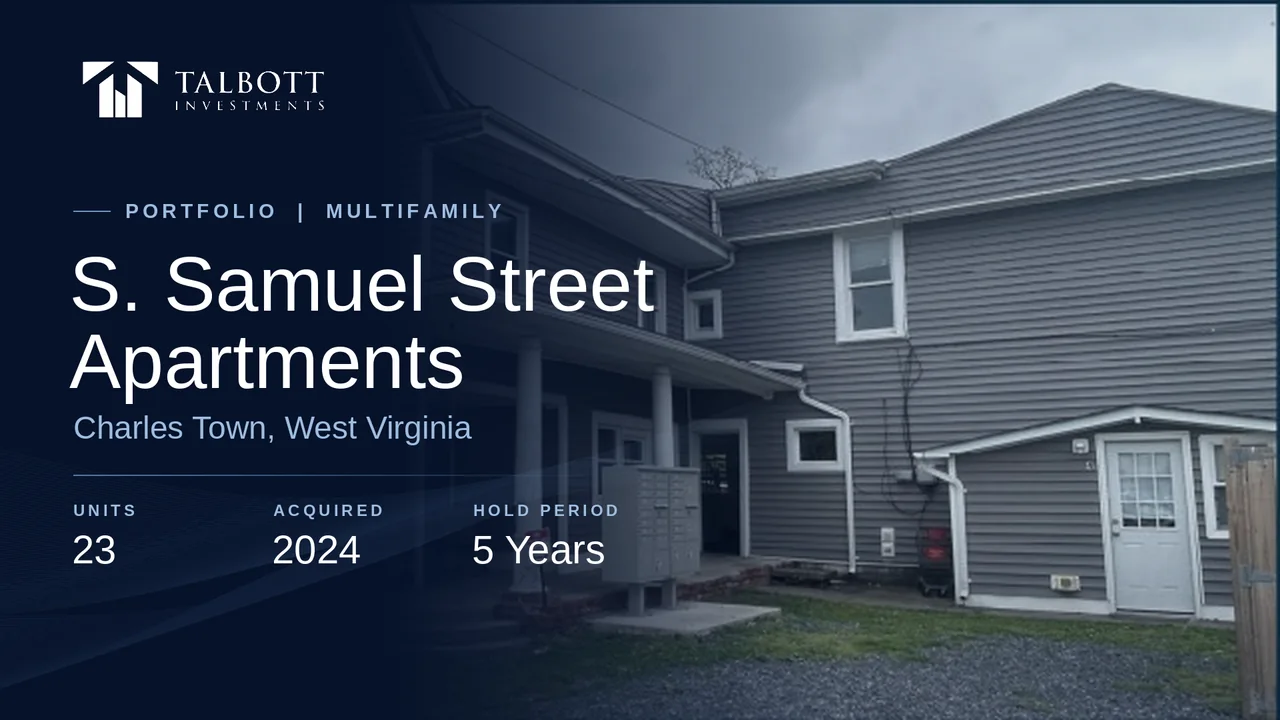 TALBOTT
INVESTMENTS
PORTFOLIO | MULTIFAMILY
S. Samuel Street
Apartments
Charles Town, West Virginia
UNITS ACQUIRED HOLD PERIOD
23 2024 5 Years